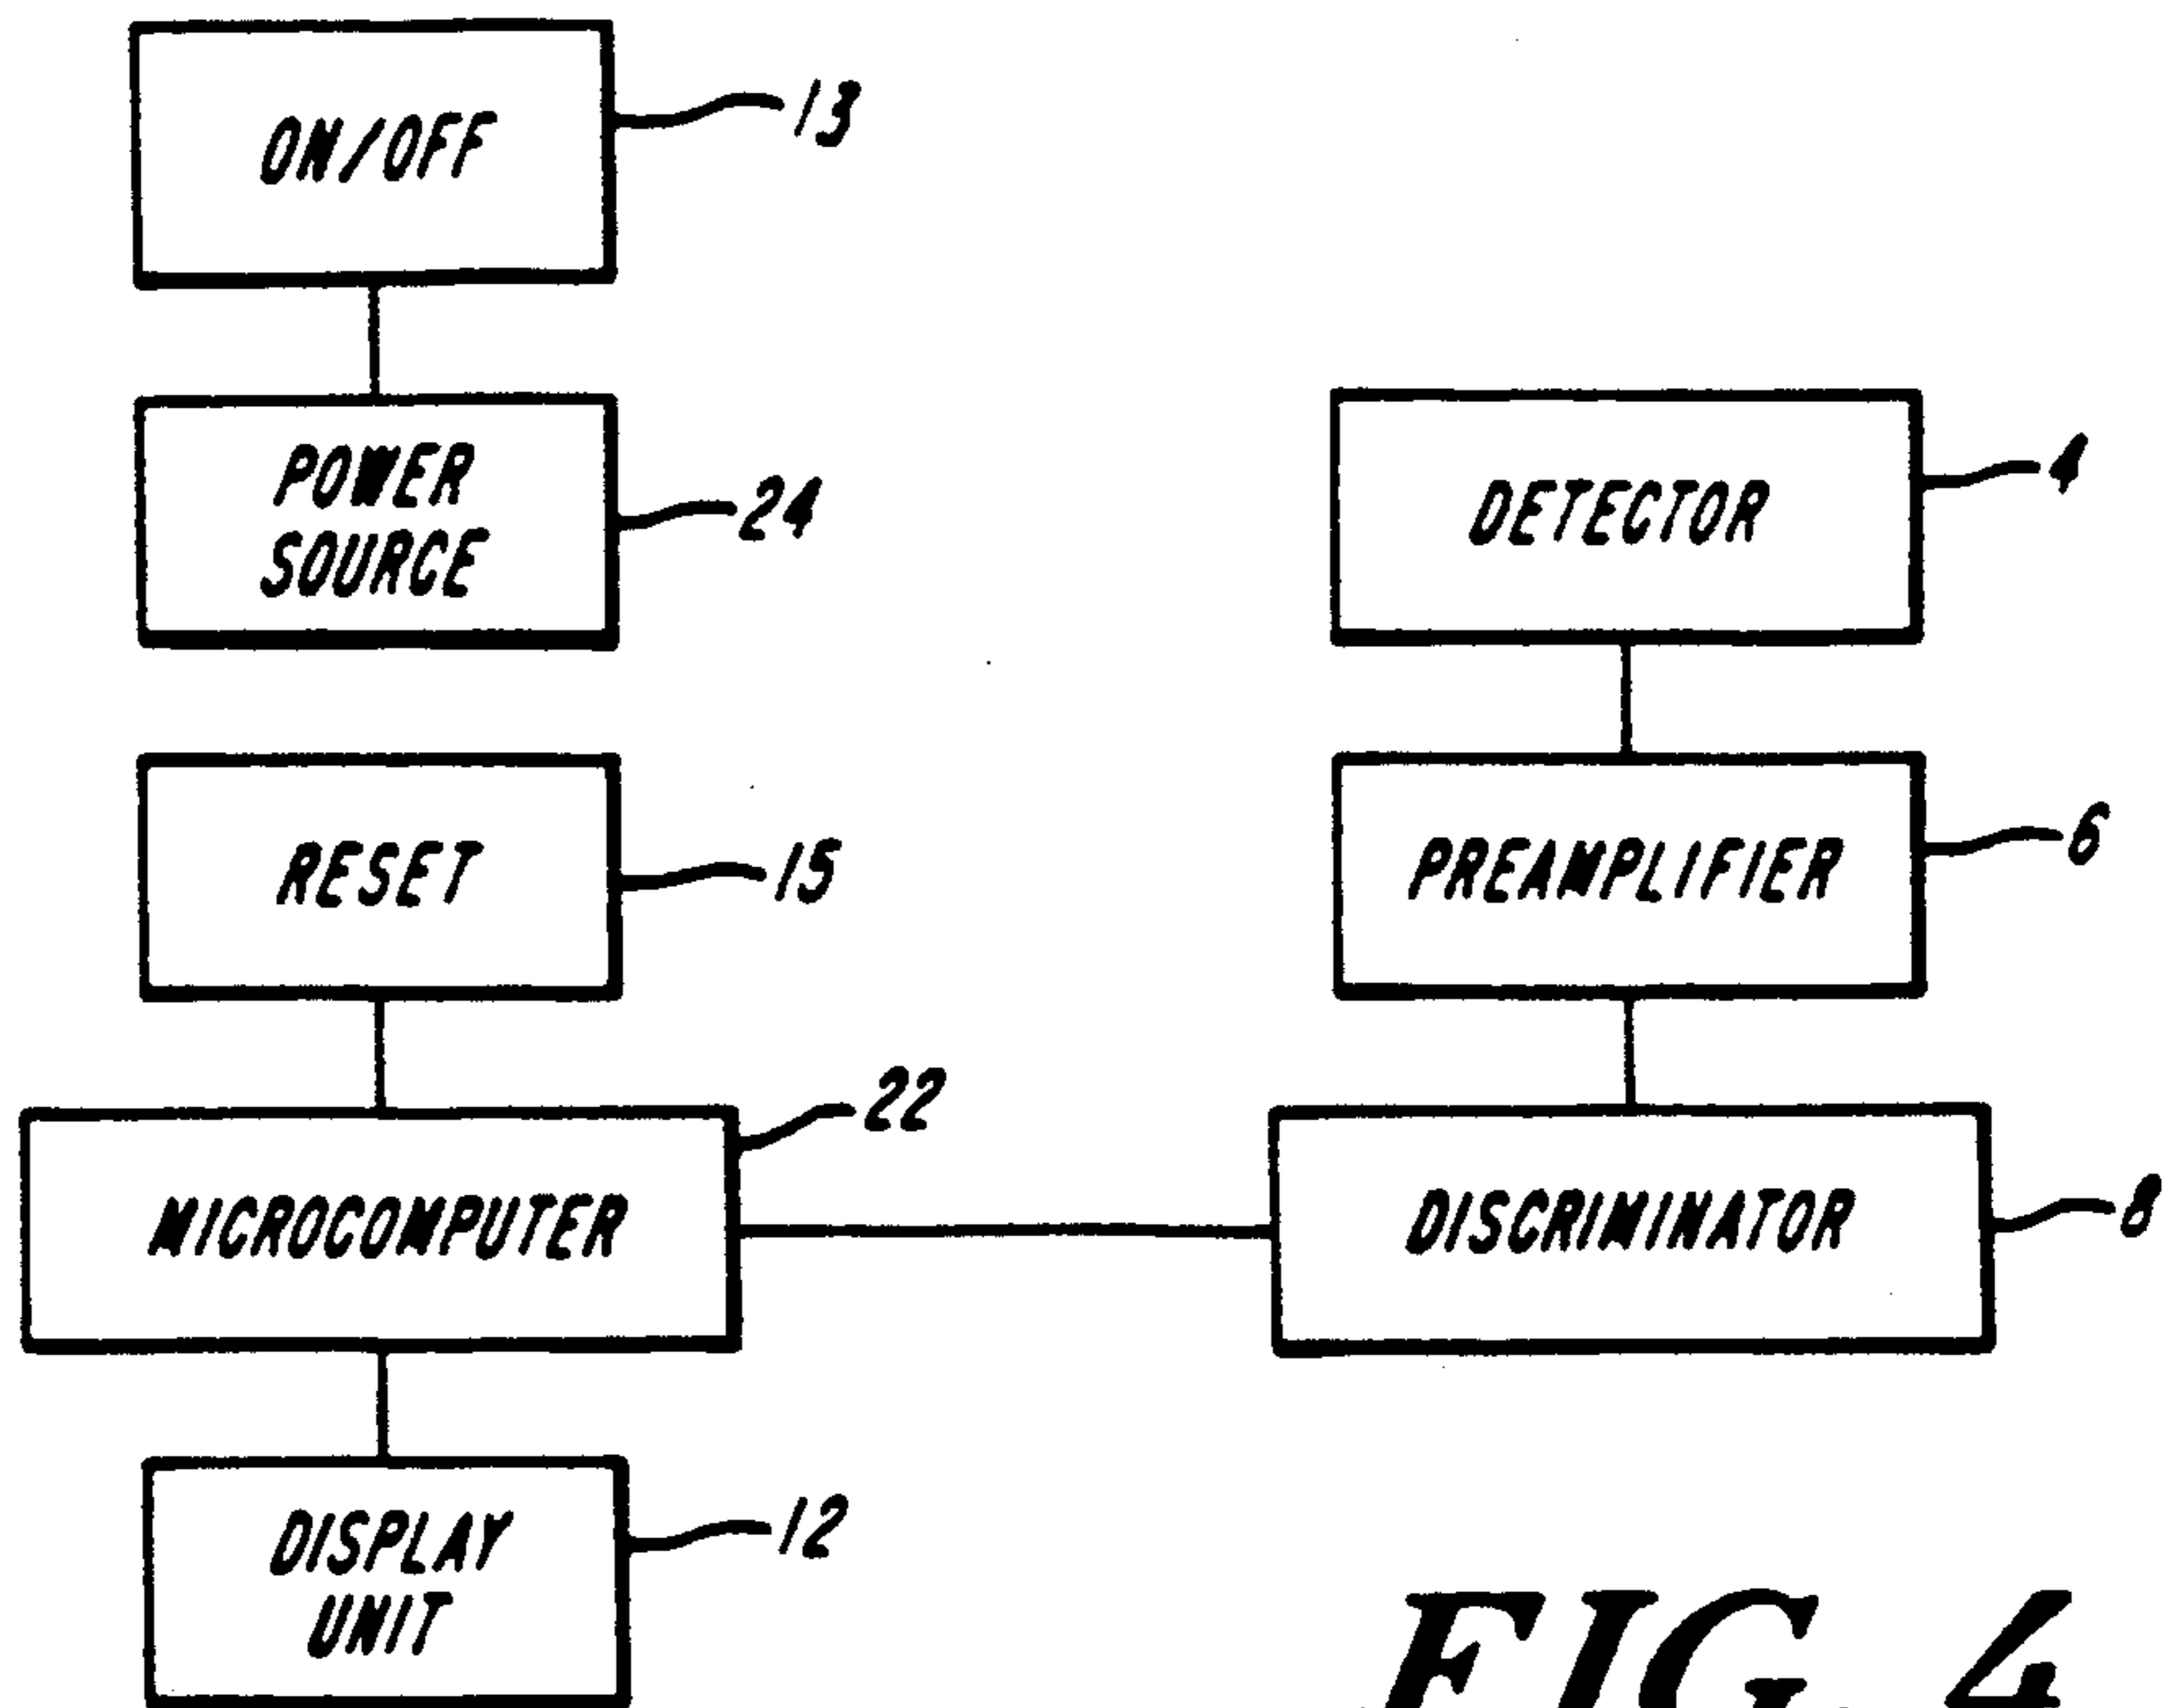 ON/OFF
13
POWER
SOURCE
24
DETECTOR
4
RESET
15
PREAMPLIFIER
6
MICROCOMPUTER
22
DISCRIMINATOR
8
DISPLAY
UNIT
12
FIG. 4